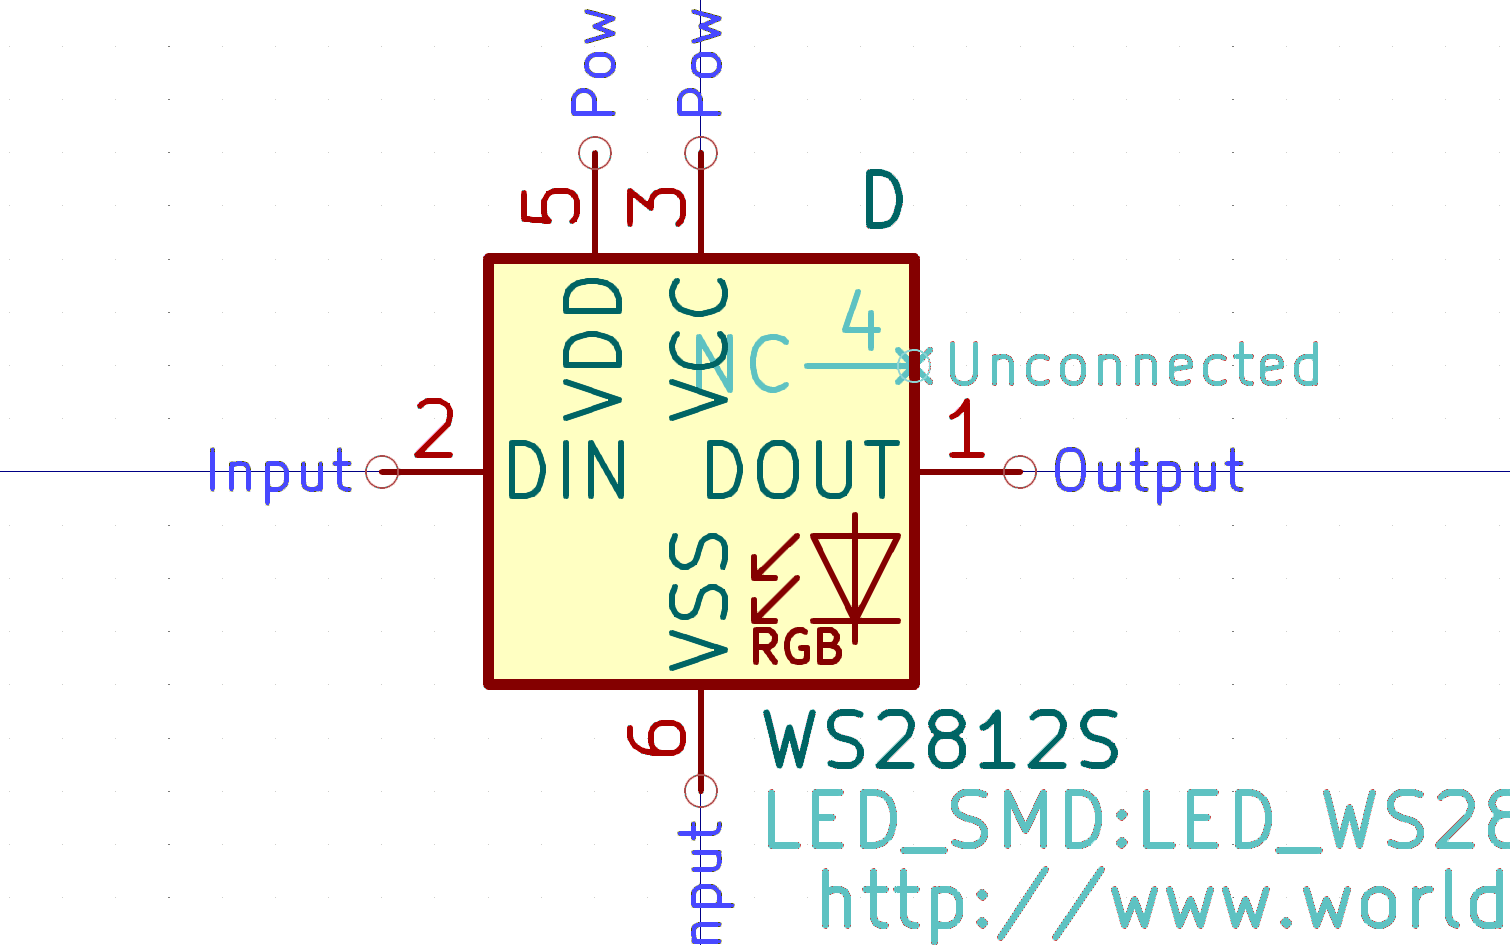 Pow
Pow
5
3
D
VDD
VCC
4
NC
Unconnected
2
1
Input
DIN
DOUT
Output
VSS
RGB
6
WS2812S
LED_SMD:LED_WS28
nput
http://www.world